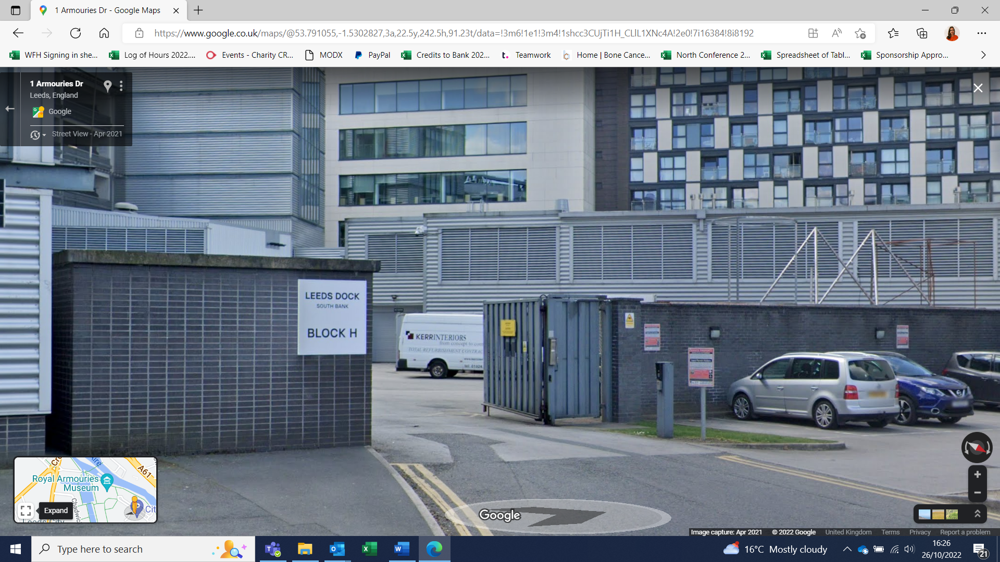 1 Armouries Dr - Google Maps
https://www.google.co.uk/maps/@53.791055,-1.5302827,3a,22.5y,242.5h,91.23t/data=!3m6!1e1!3m4!1shcc3CUjTi1H_CLlL1XNc4A!2e0!7i16384!8i8192
WFH Signing in she...
Log of Hours 2022....
Events - Charity CR...
MODX
PayPal
Credits to Bank 202...
Teamwork
Home | Bone Cance...
North Conference 2...
Spreadsheet of Tabl...
Sponsorship Appro...
1 Armouries Dr
Leeds, England
Google
Street View - Apr 2021
LEEDS DOCK
SOUTH BANK
BLOCK H
KERRINTERIORS
from concept to
TOTAL REFURBISHMENT
A61
Royal Armouries
Museum
Expand
Google
Image capture: Apr 2021 © 2022 Google United Kingdom Terms Privacy Report a problem
Type here to search
16°C Mostly cloudy
16:26
26/10/2022
21